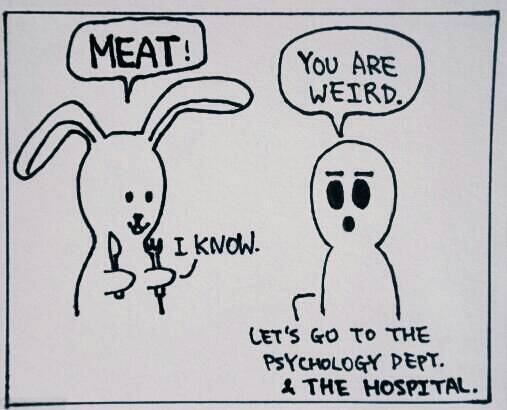 MEAT!
YOU ARE
WEIRD.
I KNOW.
LET'S GO TO THE
PSYCHOLOGY DEPT.
& THE HOSPITAL.